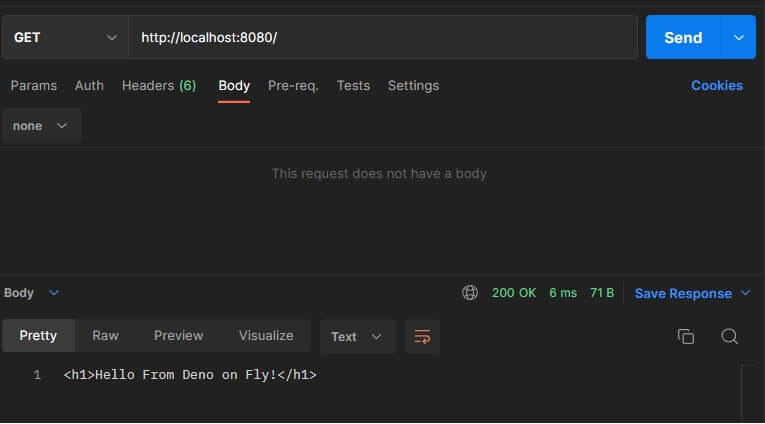 GET http://localhost:8080/ Send
Params Auth Headers (6) Body Pre-req. Tests Settings Cookies
none
This request does not have a body
Body 200 OK 6 ms 71 B Save Response
Pretty Raw Preview Visualize Text
1 <h1>Hello From Deno on Fly!</h1>